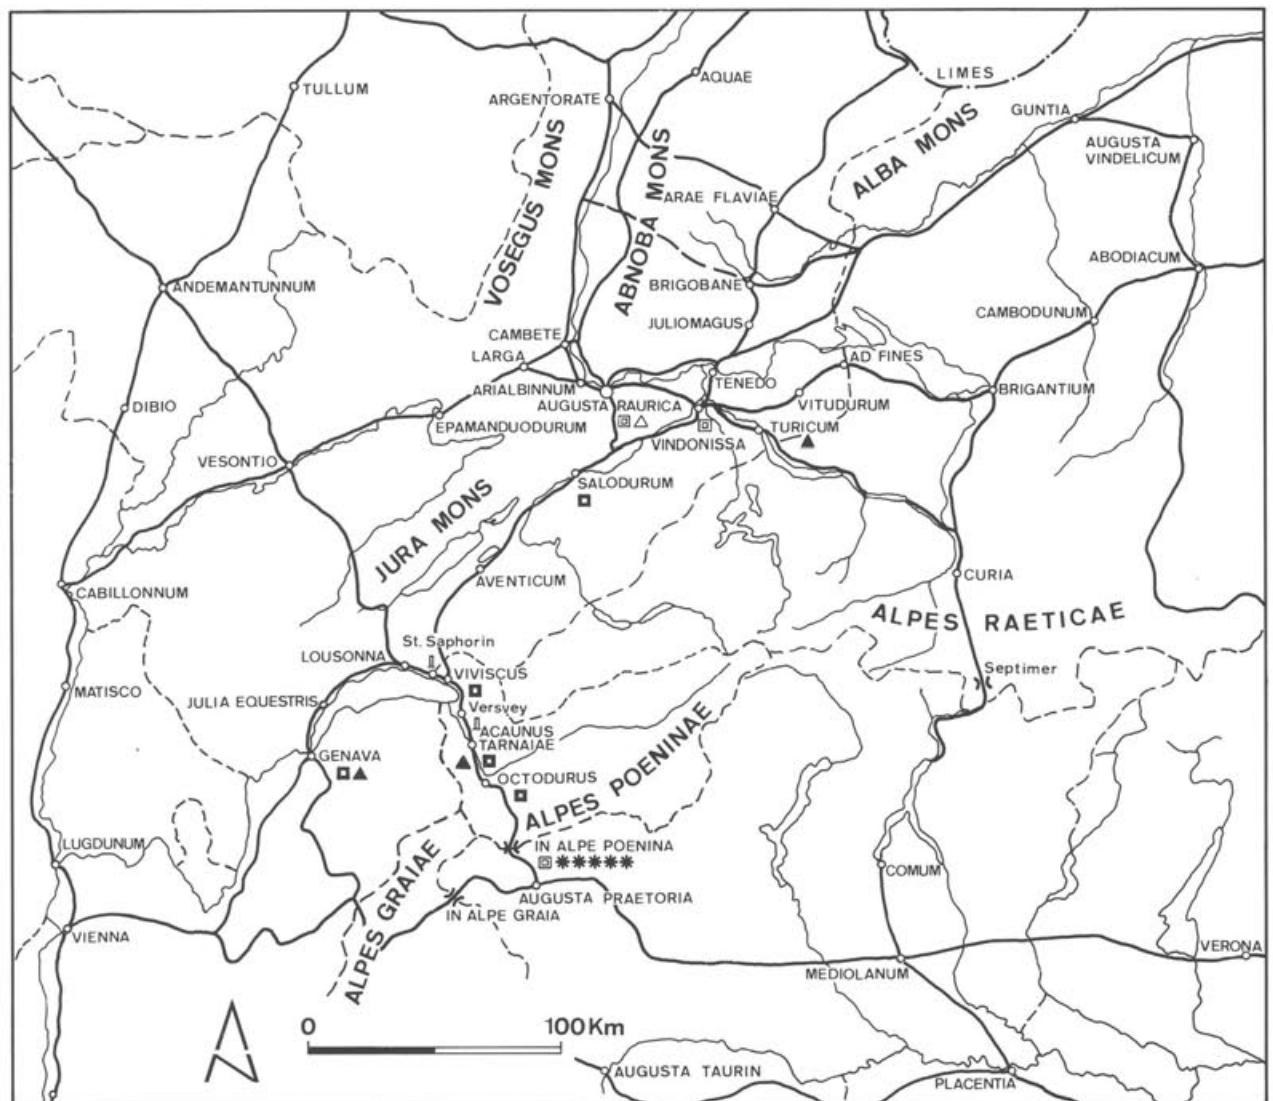 LIMES
AQUAE
TULLUM
ARGENTORATE
GUNTIA
AUGUSTA
VINDELICUM
VOSEGUS MONS
ABNOBA MONS
ALBA MONS
ARAE FLAVIAE
ABODIACUM
ANDEMANTUNNUM
BRIGOBANE
CAMBODUNUM
JULIOMAGUS
CAMBETE
LARGA
AD FINES
ARIALBINNUM
TENEDO
BRIGANTIUM
DIBIO
AUGUSTA RAURICA
VITUDURUM
EPAMANDUODURUM
TURICUM
VINDONISSA
VESONTIO
SALODURUM
JURA MONS
AVENTICUM
CURIA
CABILLONNUM
ALPES RAETICAE
St. Saphorin
LOUSONNA
VIVISCUS
Septimer
MATISCO
JULIA EQUESTRIS
Versvey
ACAUNUS
TARNAIAE
GENAVA
OCTODURUS
ALPES POENINAE
LUGDUNUM
IN ALPE POENINA
COMUM
ALPES GRAIAE
AUGUSTA PRAETORIA
IN ALPE GRAIA
VIENNA
VERONA
MEDIOLANUM
N
0 100Km
AUGUSTA TAURIN
PLACENTIA